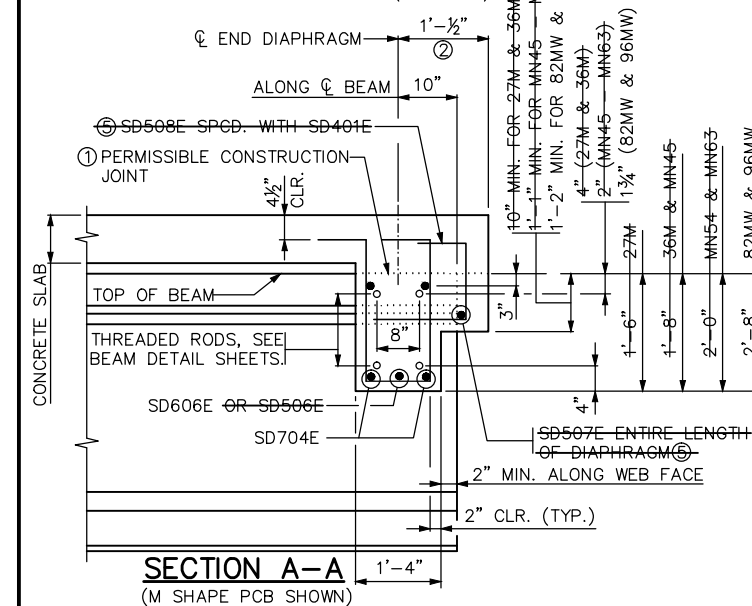 1'-½"
②
℄ END DIAPHRAGM
ALONG ℄ BEAM
10"
⑤ SD508E SPCD. WITH SD401E
① PERMISSIBLE CONSTRUCTION
JOINT
4½"
CLR.
10" MIN. FOR 27M & 36M
1'-1" MIN. FOR MN45 -
1'-2" MIN. FOR 82MW &
4" (27M & 36M)
2" (MN45 - MN63)
1¾" (82MW & 96MW)
1'-6" 27M
1'-8" 36M & MN45
2'-0" MN54 & MN63
2'-8" 82MW & 96MW
CONCRETE SLAB
TOP OF BEAM
THREADED RODS, SEE
BEAM DETAIL SHEETS.
8"
3"
4"
SD606E OR SD506E
SD704E
SD507E ENTIRE LENGTH
OF DIAPHRAGM ⑤
2" MIN. ALONG WEB FACE
2" CLR. (TYP.)
1'-4"
SECTION A-A
(M SHAPE PCB SHOWN)